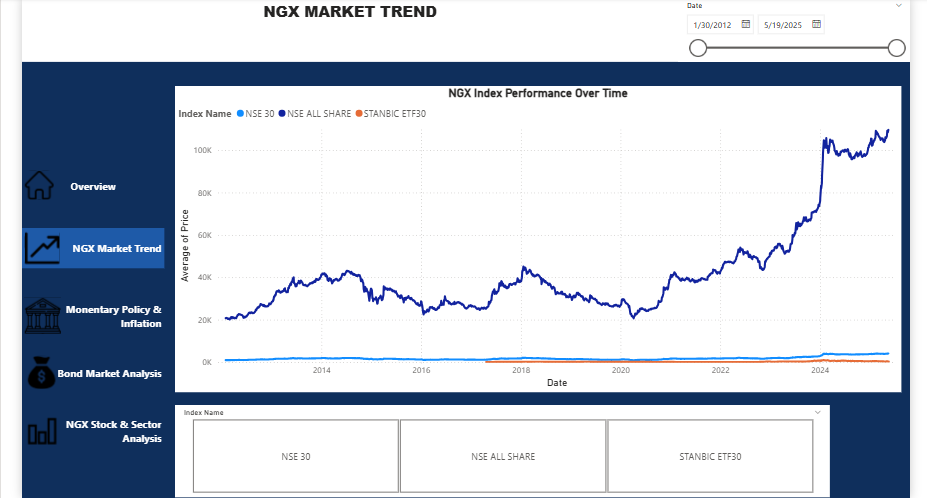 NGX MARKET TREND
Date
1/30/2012
5/19/2025
Overview
NGX Market Trend
Monentary Policy &
Inflation
Bond Market Analysis
NGX Stock & Sector
Analysis
NGX Index Performance Over Time
Index Name NSE 30 NSE ALL SHARE STANBIC ETF30
Average of Price
100K
80K
60K
40K
20K
0K
2014 2016 2018 2020 2022 2024
Date
Index Name
NSE 30
NSE ALL SHARE
STANBIC ETF30